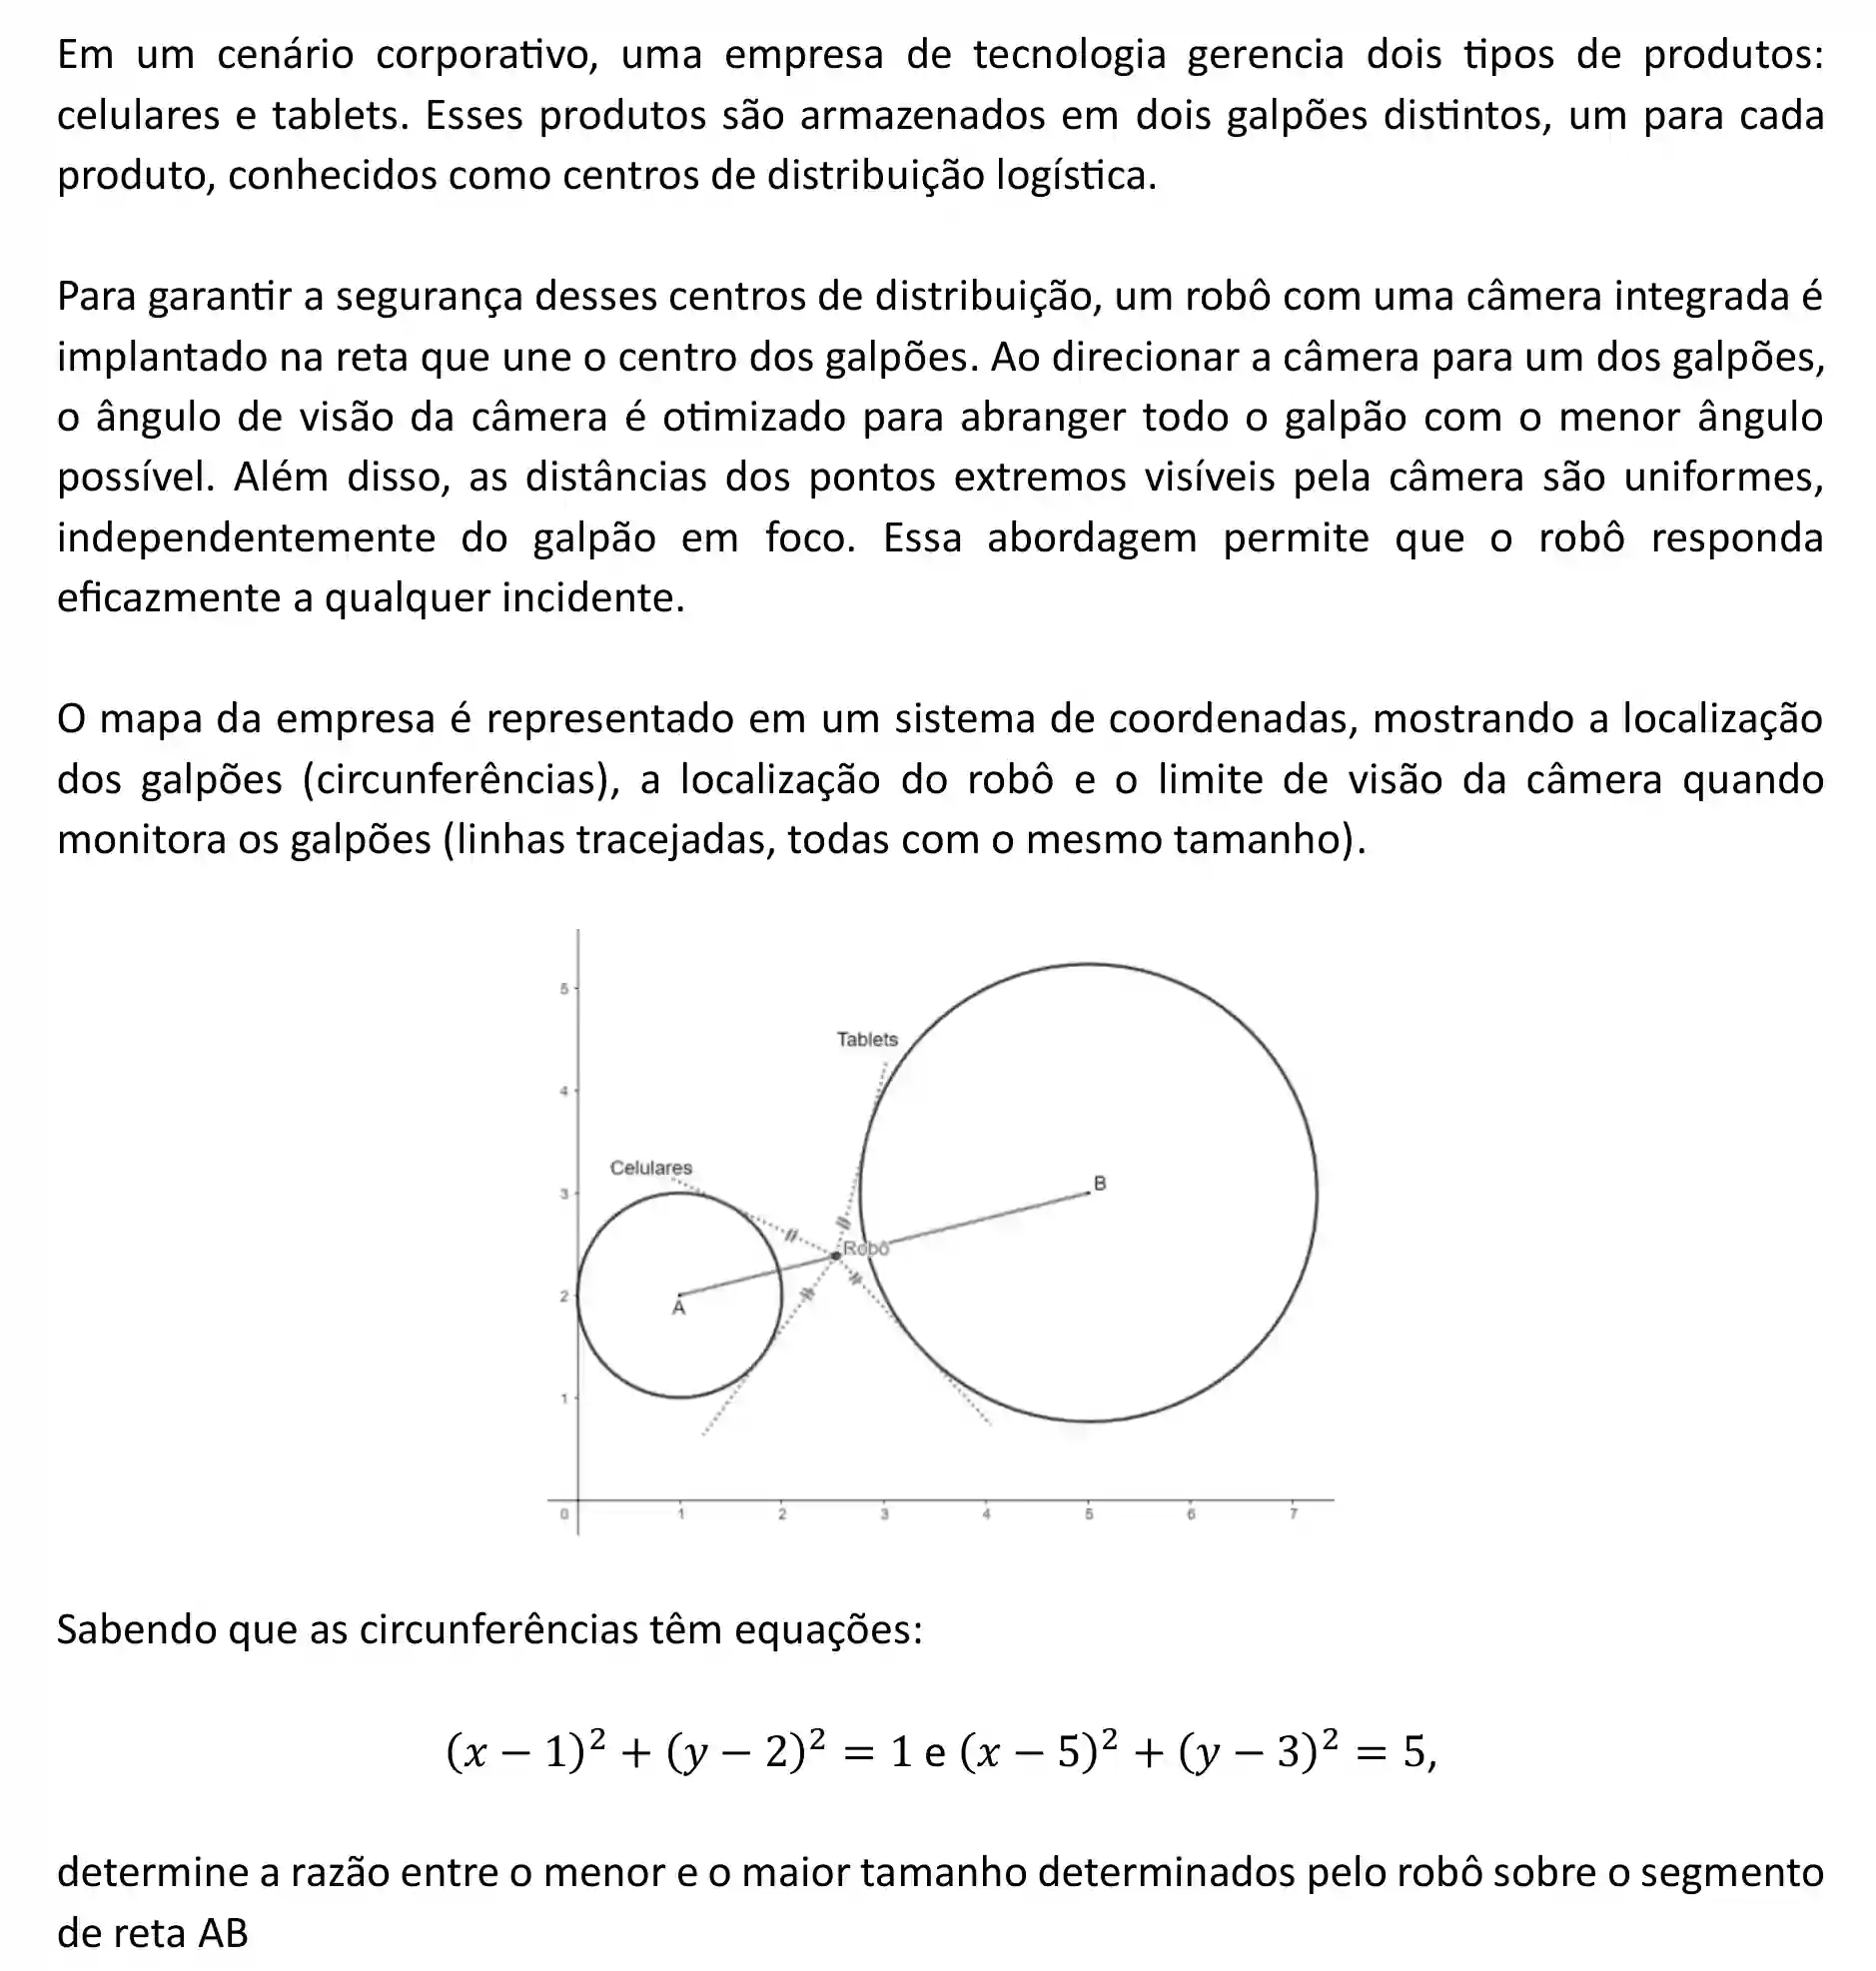 Em um cenário corporativo, uma empresa de tecnologia gerencia dois tipos de produtos:
celulares e tablets. Esses produtos são armazenados em dois galpões distintos, um para cada
produto, conhecidos como centros de distribuição logística.
Para garantir a segurança desses centros de distribuição, um robô com uma câmera integrada é
implantado na reta que une o centro dos galpões. Ao direcionar a câmera para um dos galpões,
o ângulo de visão da câmera é otimizado para abranger todo o galpão com o menor ângulo
possível. Além disso, as distâncias dos pontos extremos visíveis pela câmera são uniformes,
independentemente do galpão em foco. Essa abordagem permite que o robô responda
eficazmente a qualquer incidente.
O mapa da empresa é representado em um sistema de coordenadas, mostrando a localização
dos galpões (circunferências), a localização do robô e o limite de visão da câmera quando
monitora os galpões (linhas tracejadas, todas com o mesmo tamanho).
5
Tablets
4
Celulares
3
B
Robô
2
A
1
0 1 2 3 4 5 6 7
Sabendo que as circunferências têm equações:
(x − 1)² + (y − 2)² = 1 e (x − 5)² + (y − 3)² = 5,
determine a razão entre o menor e o maior tamanho determinados pelo robô sobre o segmento
de reta AB